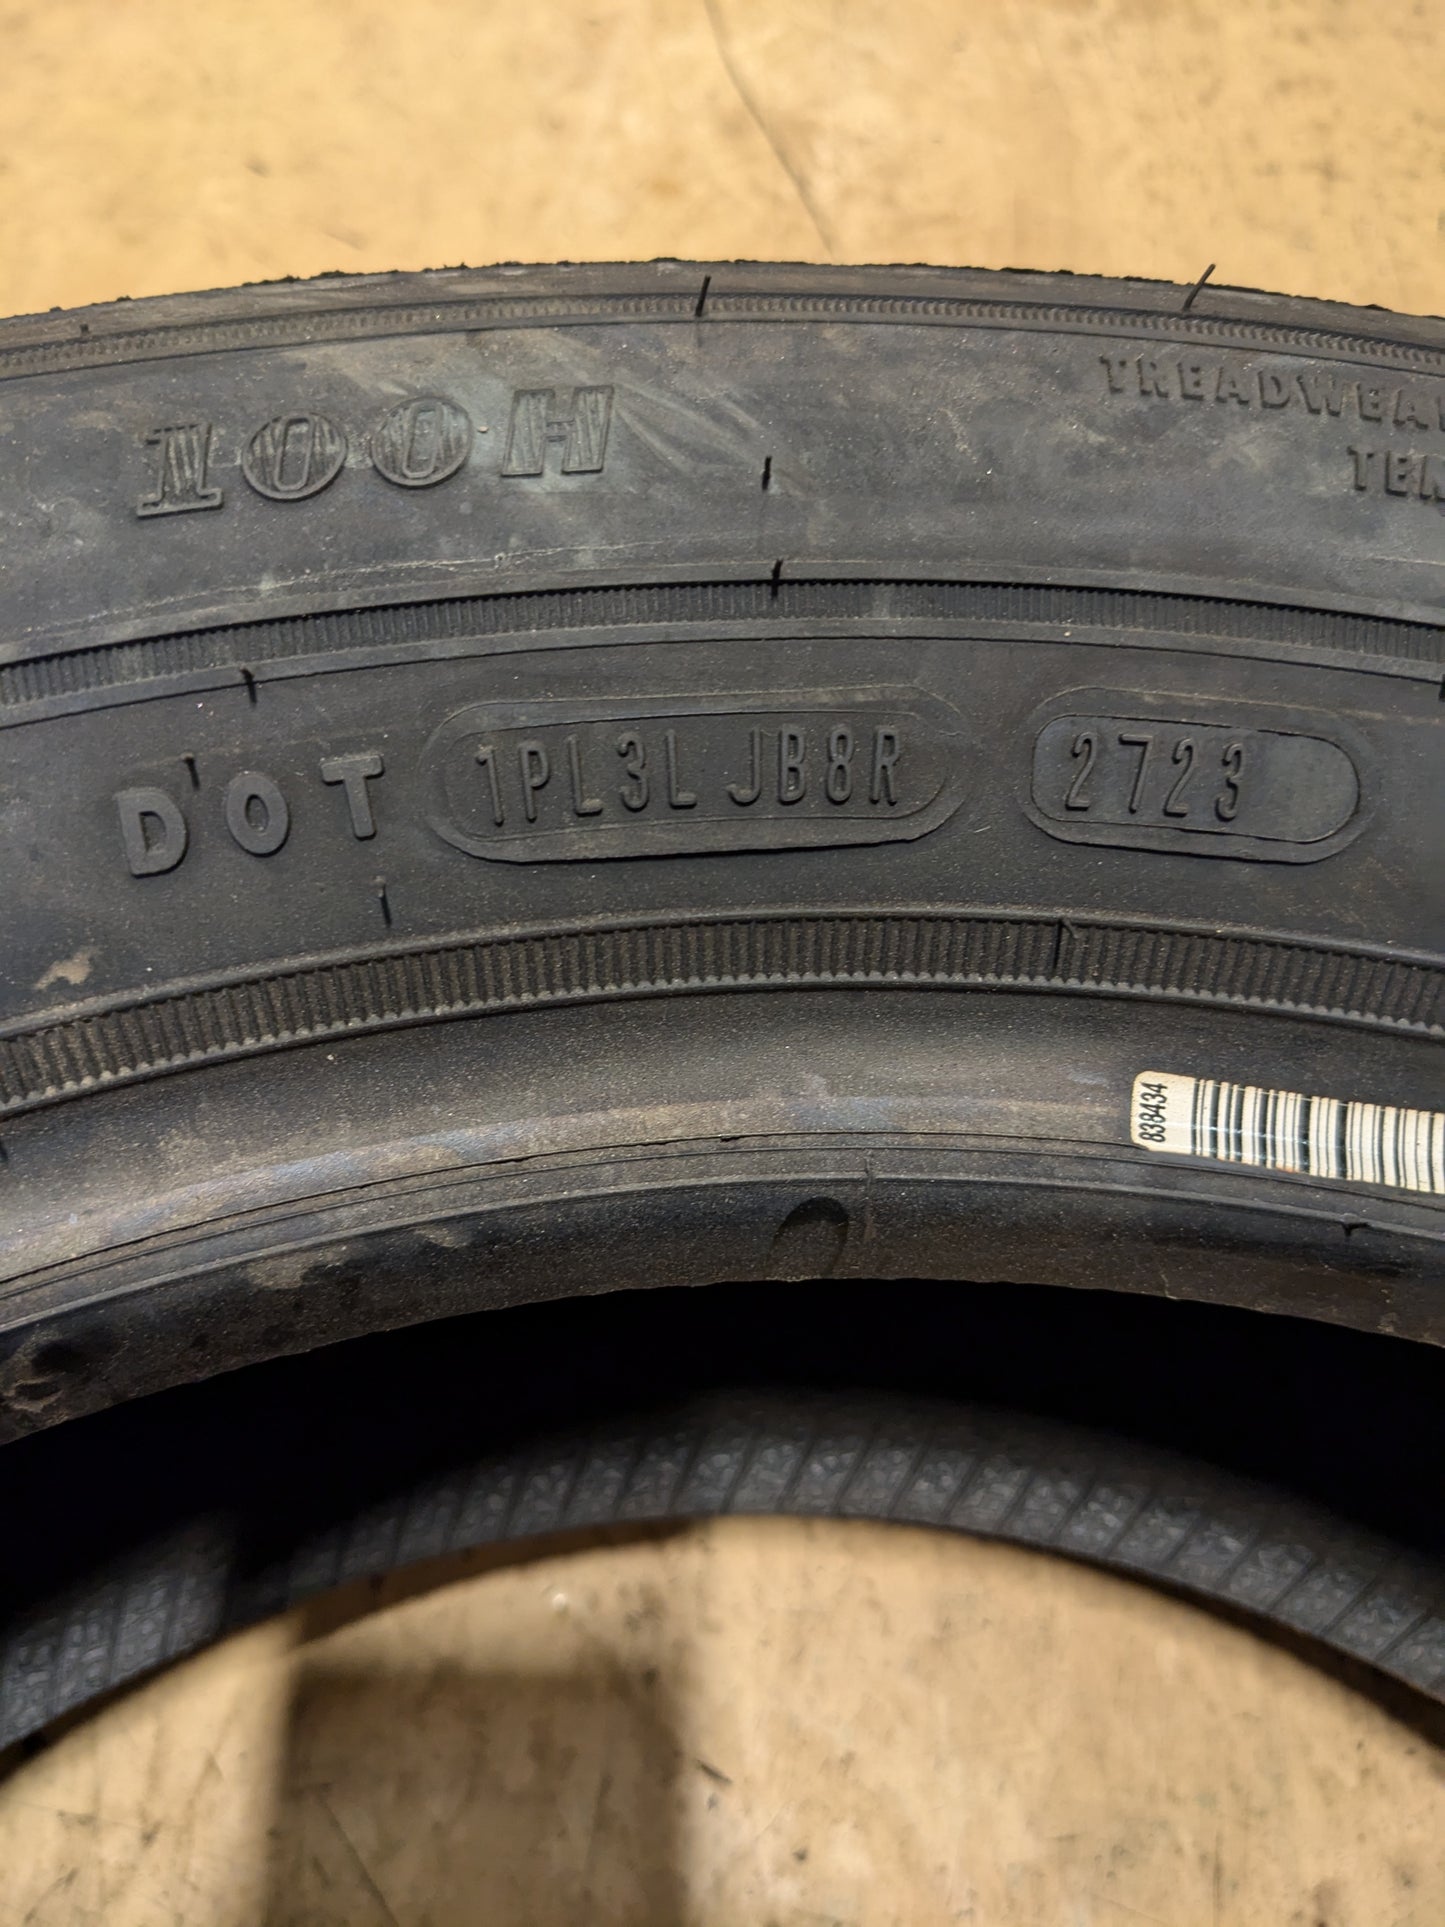 100H
TREADWEA
TEM
DOT 1PL3L JB8R 2723
838434